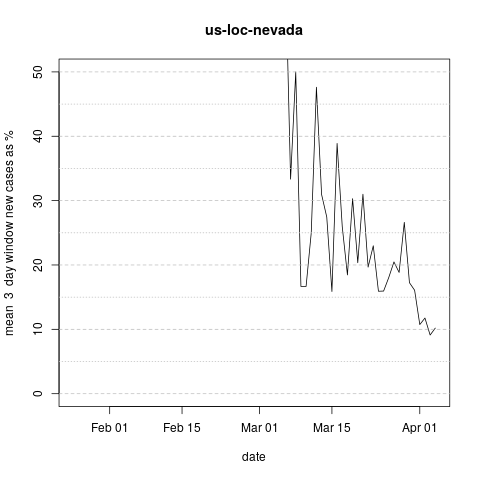 us-loc-nevada
mean 3 day window new cases as %
50
40
30
20
10
0
Feb 01
Feb 15
Mar 01
Mar 15
Apr 01
date